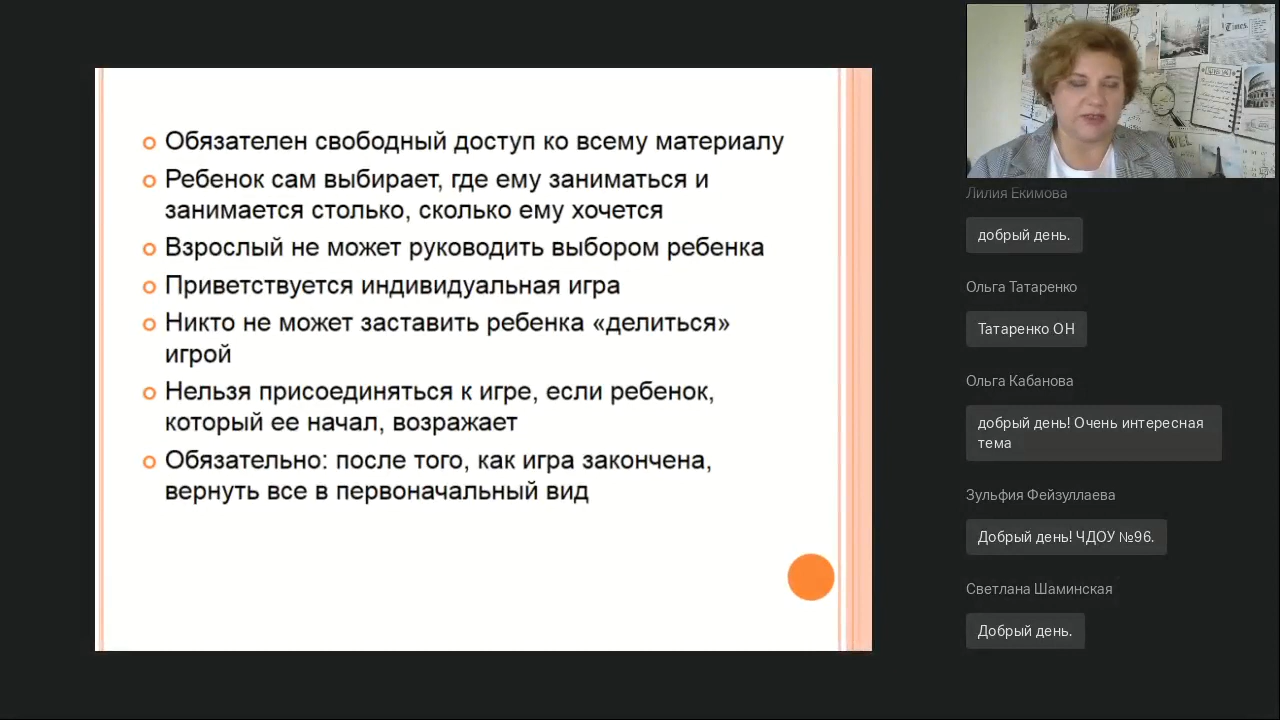 Обязателен свободный доступ ко всему материалу
Ребенок сам выбирает, где ему заниматься и
занимается столько, сколько ему хочется
Взрослый не может руководить выбором ребенка
Приветствуется индивидуальная игра
Никто не может заставить ребенка «делиться»
игрой
Нельзя присоединяться к игре, если ребенок,
который ее начал, возражает
Обязательно: после того, как игра закончена,
вернуть все в первоначальный вид
Times
Лилия Екимова
добрый день.
Ольга Татаренко
Татаренко ОН
Ольга Кабанова
добрый день! Очень интересная
тема
Зульфия Фейзуллаева
Добрый день! ЧДОУ №96.
Светлана Шаминская
Добрый день.